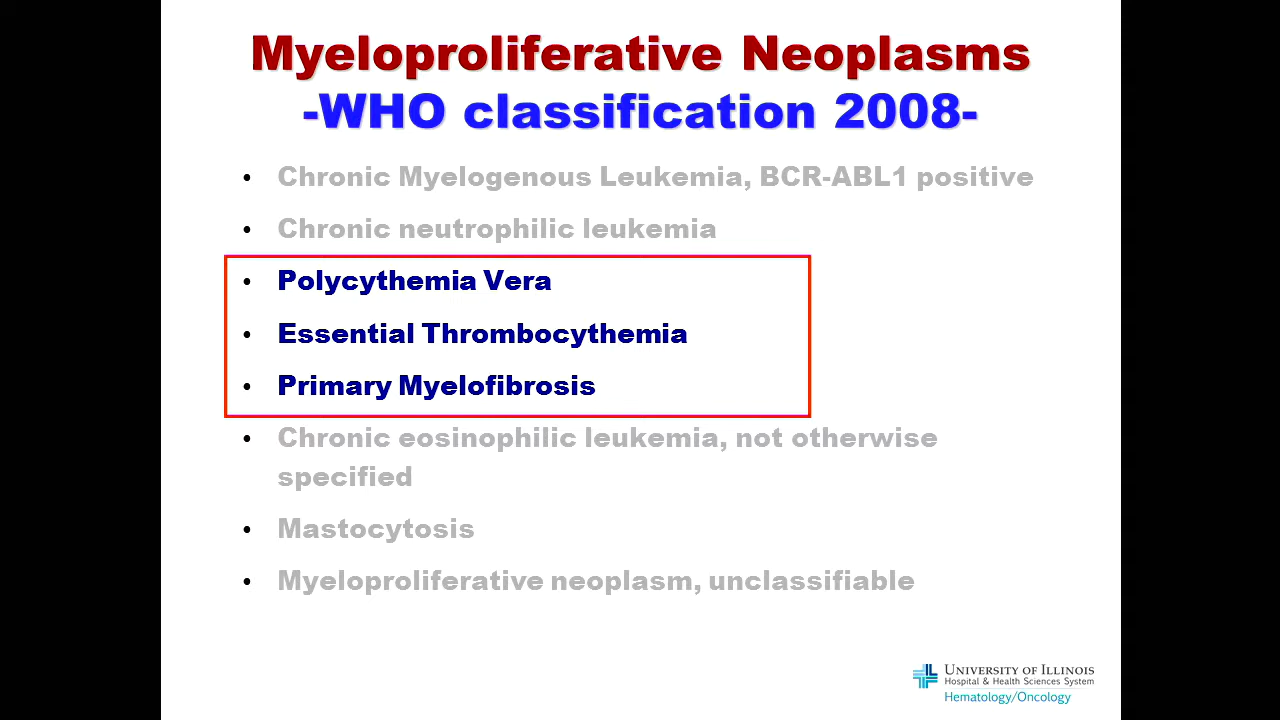 Myeloproliferative Neoplasms
-WHO classification 2008-
• Chronic Myelogenous Leukemia, BCR-ABL1 positive
• Chronic neutrophilic leukemia
• Polycythemia Vera
• Essential Thrombocythemia
• Primary Myelofibrosis
• Chronic eosinophilic leukemia, not otherwise
specified
• Mastocytosis
• Myeloproliferative neoplasm, unclassifiable
UNIVERSITY OF ILLINOIS
Hospital & Health Sciences System
Hematology/Oncology